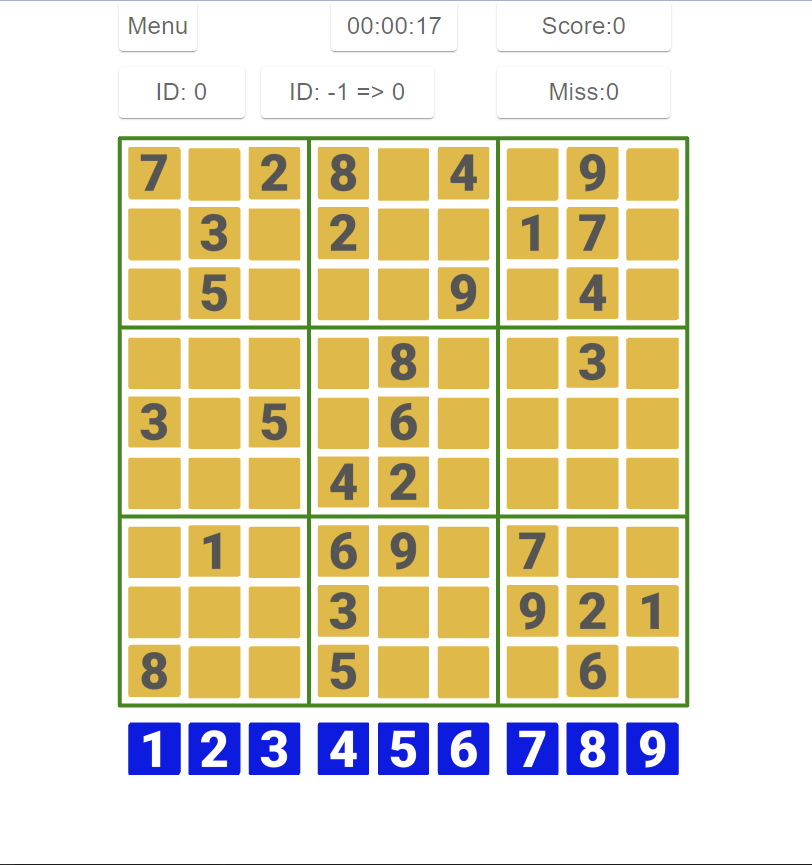 Menu 00:00:17 Score:0
ID: 0 ID: -1 => 0 Miss:0
7 2 8 4 9
3 2 1 7
5 9 4
8 3
3 5 6
4 2
1 6 9 7
3 9 2 1
8 5 6
1 2 3 4 5 6 7 8 9